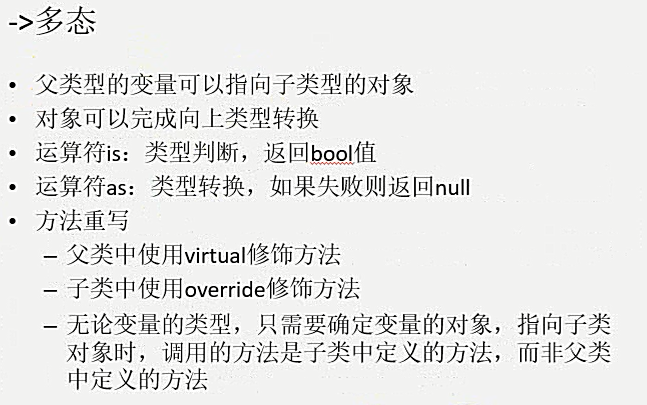 ->多态
• 父类型的变量可以指向子类型的对象
• 对象可以完成向上类型转换
• 运算符is：类型判断，返回bool值
• 运算符as：类型转换，如果失败则返回null
• 方法重写
– 父类中使用virtual修饰方法
– 子类中使用override修饰方法
– 无论变量的类型，只需要确定变量的对象，指向子类
对象时，调用的方法是子类中定义的方法，而非父类
中定义的方法